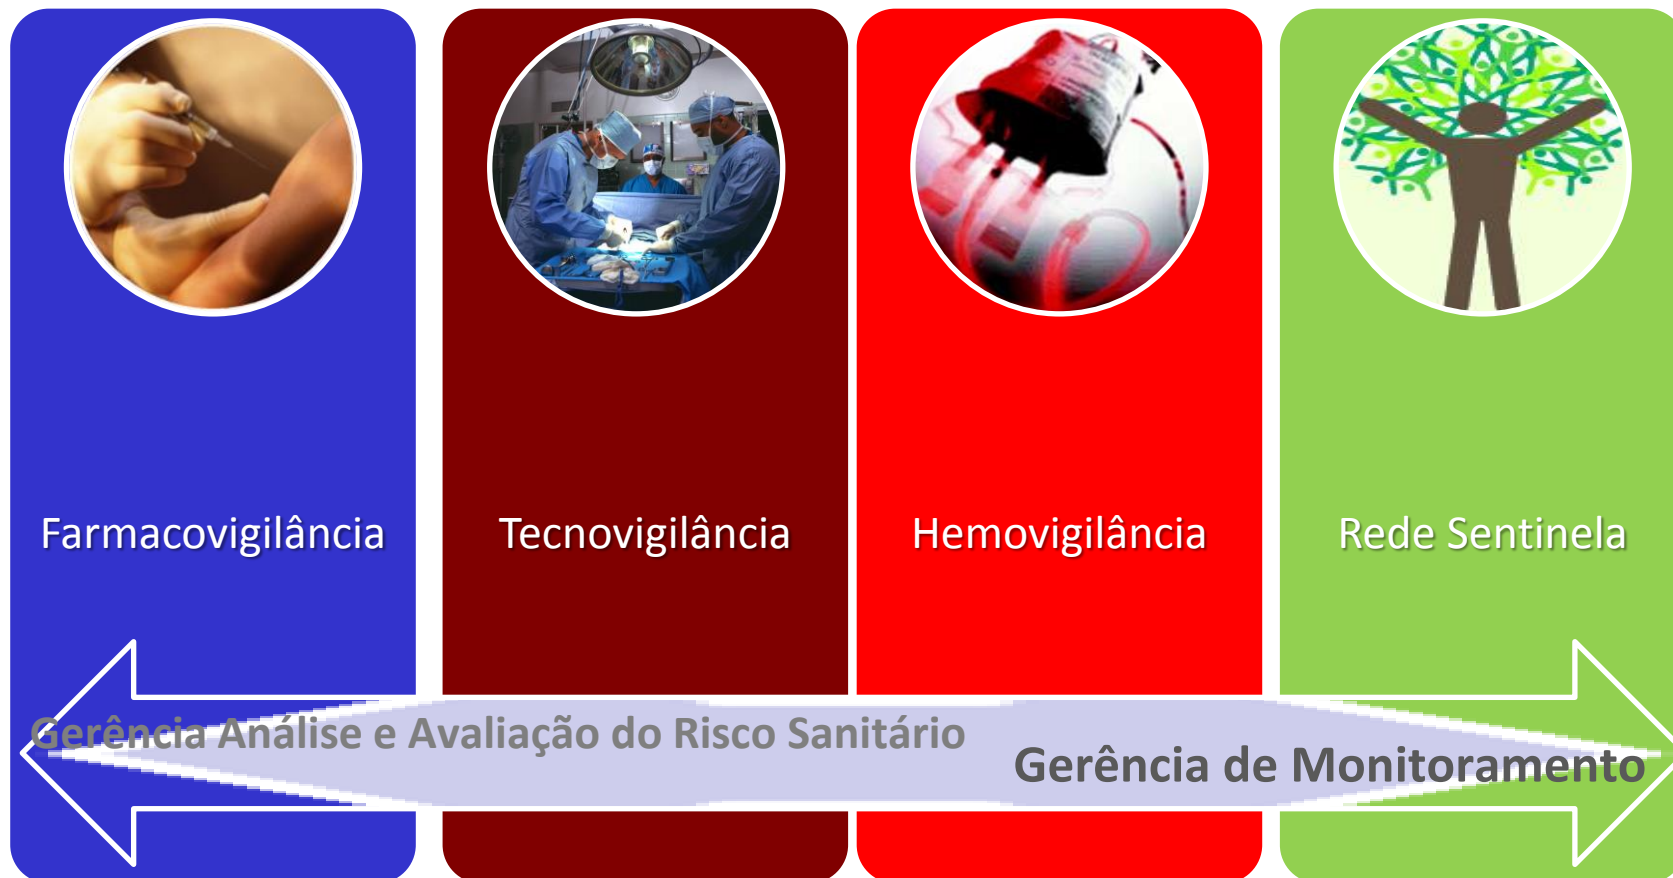 Farmacovigilância
Tecnovigilância
Hemovigilância
Rede Sentinela
Gerência Análise e Avaliação do Risco Sanitário
Gerência de Monitoramento